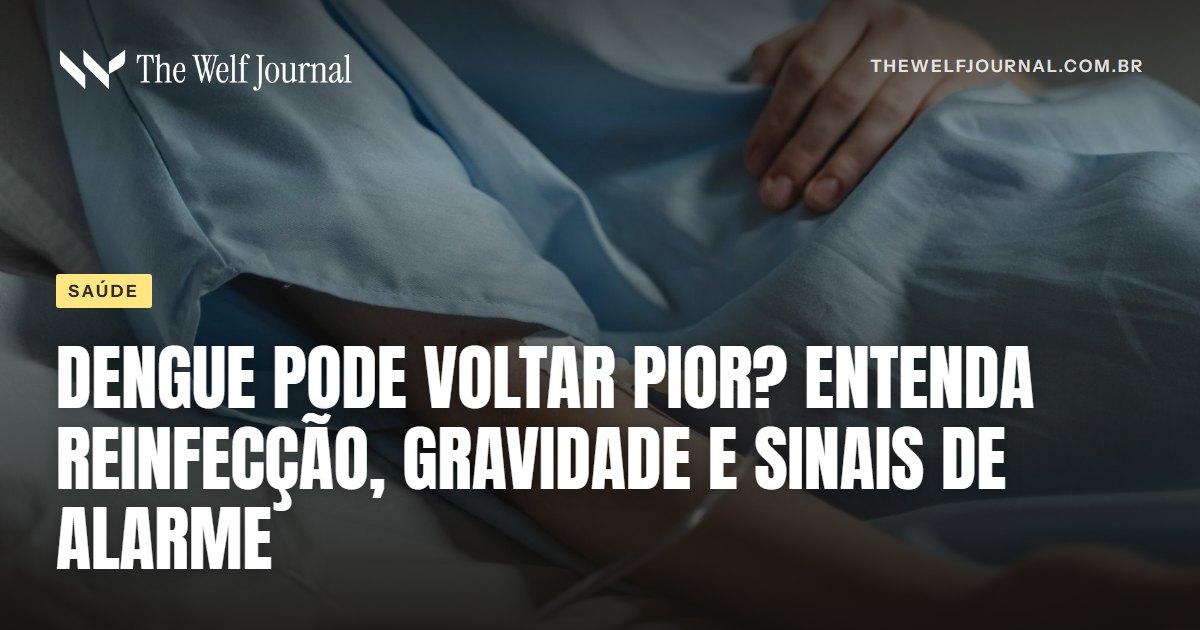 The Welf Journal
THEWELFJOURNAL.COM.BR
SAÚDE
DENGUE PODE VOLTAR PIOR? ENTENDA
REINFECÇÃO, GRAVIDADE E SINAIS DE
ALARME